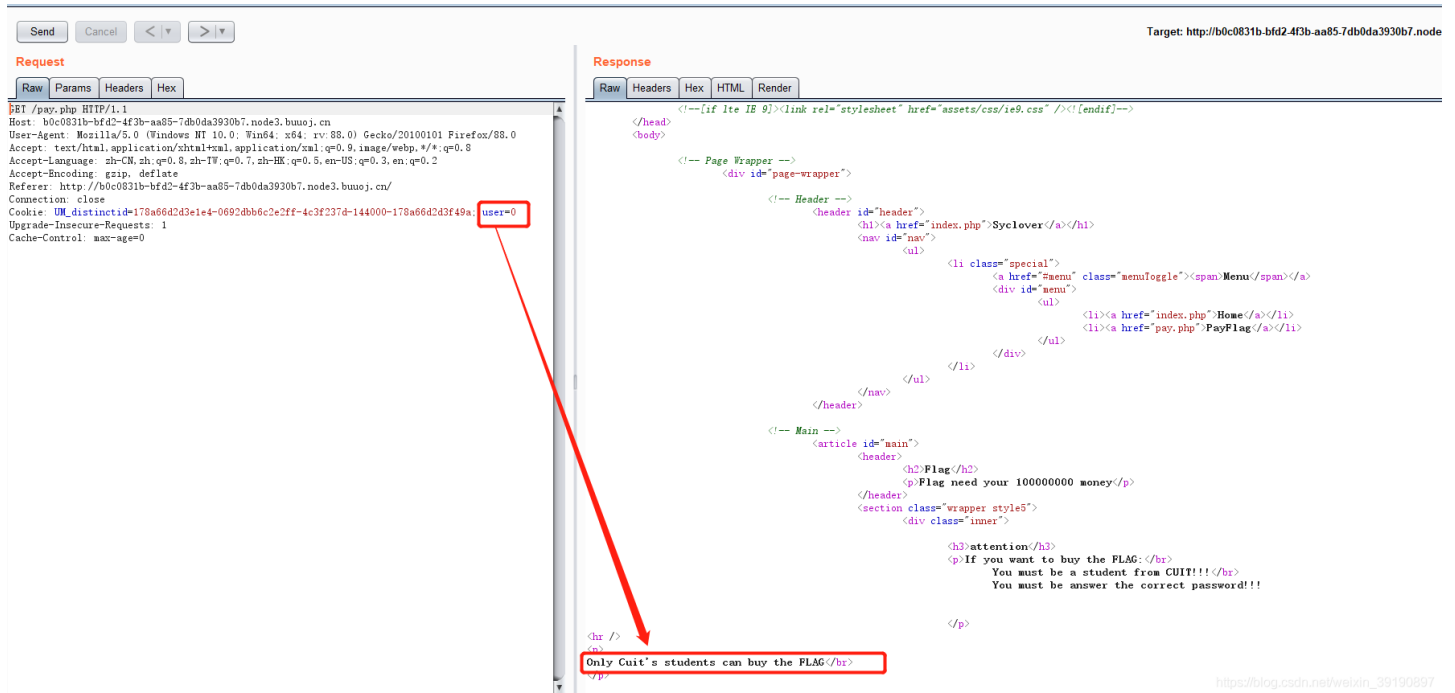 Send Cancel < > Target: http://b0c0831b-bfd2-4f3b-aa85-7db0da3930b7.node
Request
Raw Params Headers Hex
GET /pay.php HTTP/1.1
Host: b0c0831b-bfd2-4f3b-aa85-7db0da3930b7.node3.buuoj.cn
User-Agent: Mozilla/5.0 (Windows NT 10.0; Win64; x64; rv:88.0) Gecko/20100101 Firefox/88.0
Accept: text/html,application/xhtml+xml,application/xml;q=0.9,image/webp,*/*;q=0.8
Accept-Language: zh-CN,zh;q=0.8,zh-TW;q=0.7,zh-HK;q=0.5,en-US;q=0.3,en;q=0.2
Accept-Encoding: gzip, deflate
Referer: http://b0c0831b-bfd2-4f3b-aa85-7db0da3930b7.node3.buuoj.cn/
Connection: close
Cookie: UM_distinctid=178a66d2d3e1e4-0692dbb6c2e2ff-4c3f237d-144000-178a66d2d3f49a; user=0
Upgrade-Insecure-Requests: 1
Cache-Control: max-age=0
Response
Raw Headers Hex HTML Render
<!--[if lte IE 9]><link rel="stylesheet" href="assets/css/ie9.css" /><![endif]-->
</head>
<body>
<!-- Page Wrapper -->
<div id="page-wrapper">
<!-- Header -->
<header id="header">
<h1><a href="index.php">Syclover</a></h1>
<nav id="nav">
<ul>
<li class="special">
<a href="#menu" class="menuToggle"><span>Menu</span></a>
<div id="menu">
<ul>
<li><a href="index.php">Home</a></li>
<li><a href="pay.php">PayFlag</a></li>
</ul>
</div>
</li>
</ul>
</nav>
</header>
<!-- Main -->
<article id="main">
<header>
<h2>Flag</h2>
<p>Flag need your 100000000 money</p>
</header>
<section class="wrapper style5">
<div class="inner">
<h3>attention</h3>
<p>If you want to buy the FLAG:</br>
You must be a student from CUIT!!!</br>
You must be answer the correct password!!!
</p>
<hr />
<p>
Only Cuit's students can buy the FLAG</br>
</p>
https://blog.csdn.net/weixin_39190897